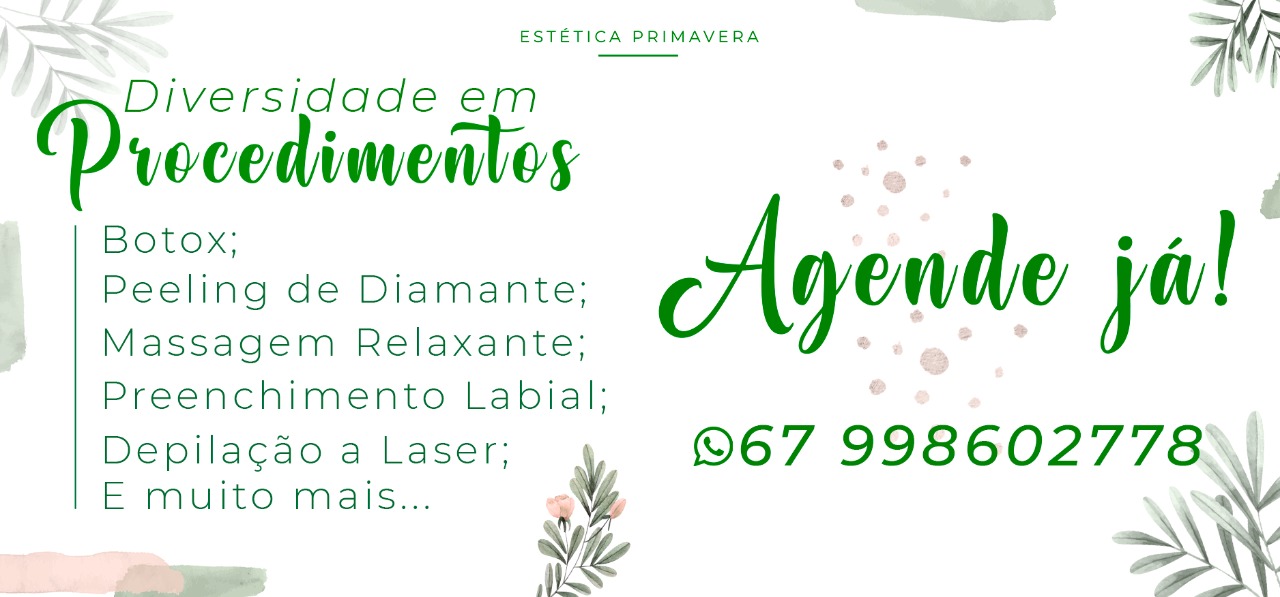 ESTÉTICA PRIMAVERA
Diversidade em
Procedimentos
Botox;
Peeling de Diamante;
Massagem Relaxante;
Preenchimento Labial;
Depilação a Laser;
E muito mais...
Agende já!
67 998602778